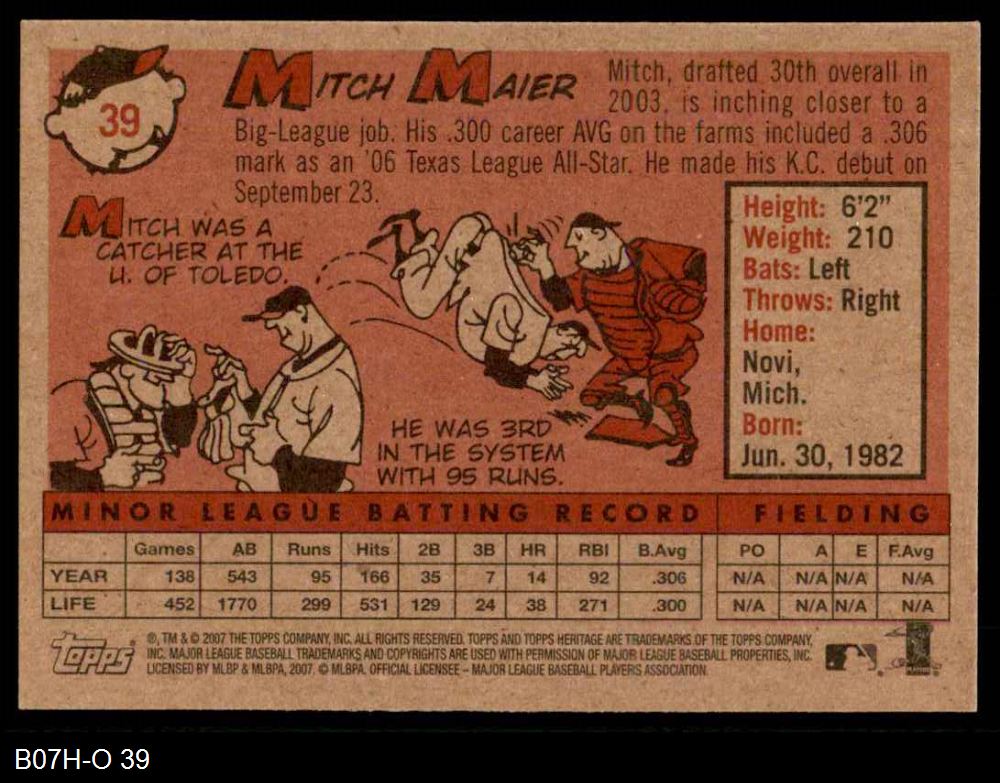 39
MITCH MAIER
Mitch, drafted 30th overall in
2003, is inching closer to a
Big-League job. His .300 career AVG on the farms included a .306
mark as an '06 Texas League All-Star. He made his K.C. debut on
September 23.
MITCH WAS A
CATCHER AT THE
U. OF TOLEDO.
HE WAS 3RD
IN THE SYSTEM
WITH 95 RUNS.
Height: 6'2"
Weight: 210
Bats: Left
Throws: Right
Home:
Novi,
Mich.
Born:
Jun. 30, 1982
MINOR LEAGUE BATTING RECORD FIELDING
Games AB Runs Hits 2B 3B HR RBI B.Avg PO A E F.Avg
YEAR 138 543 95 166 35 7 14 92 .306 N/A N/A N/A N/A
LIFE 452 1770 299 531 129 24 38 271 .300 N/A N/A N/A N/A
TOPPS
®, TM & © 2007 THE TOPPS COMPANY, INC. ALL RIGHTS RESERVED. TOPPS AND TOPPS HERITAGE ARE TRADEMARKS OF THE TOPPS COMPANY,
INC. MAJOR LEAGUE BASEBALL TRADEMARKS AND COPYRIGHTS ARE USED WITH PERMISSION OF MAJOR LEAGUE BASEBALL PROPERTIES, INC.
LICENSED BY MLBP & MLBPA, 2007. © MLBPA. OFFICIAL LICENSEE – MAJOR LEAGUE BASEBALL PLAYERS ASSOCIATION.
B07H-O 39